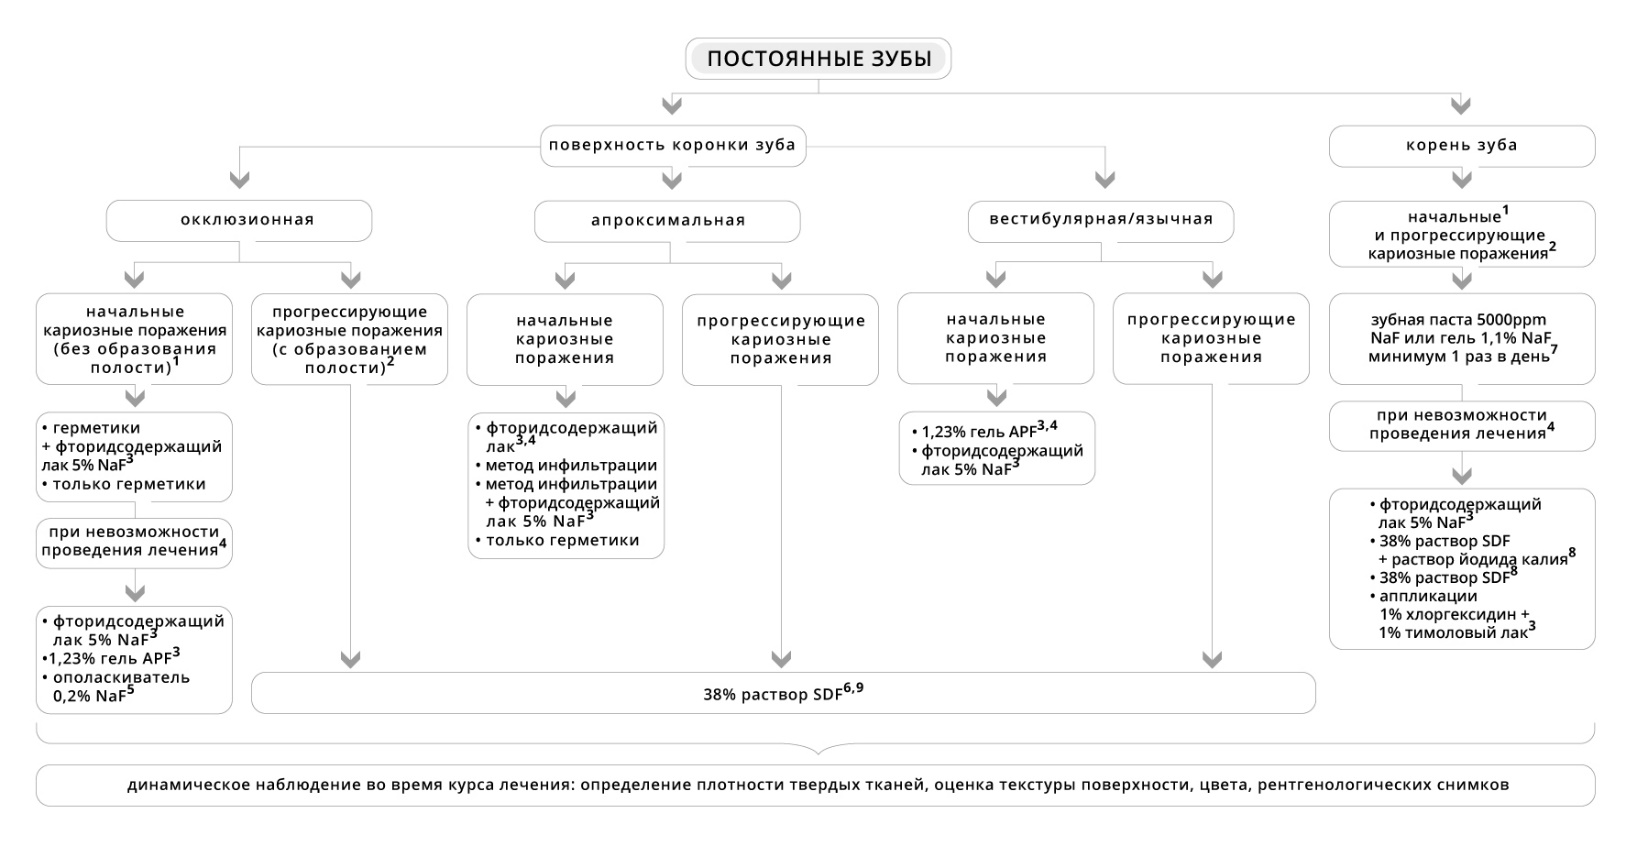 ПОСТОЯННЫЕ ЗУБЫ
поверхность коронки зуба
корень зуба
окклюзионная
апроксимальная
вестибулярная/язычная
начальные1
и прогрессирующие
кариозные поражения2
начальные
кариозные поражения
(без образования
полости)1
прогрессирующие
кариозные поражения
(с образованием
полости)2
начальные
кариозные
поражения
прогрессирующие
кариозные
поражения
начальные
кариозные
поражения
прогрессирующие
кариозные
поражения
зубная паста 5000ppm
NaF или гель 1,1% NaF
минимум 1 раз в день7
• герметики
+ фторидсодержащий
лак 5% NaF3
• только герметики
• фторидсодержащий
лак3,4
• метод инфильтрации
• метод инфильтрации
+ фторидсодержащий
лак 5% NaF3
• только герметики
• 1,23% гель APF3,4
• фторидсодержащий
лак 5% NaF3
при невозможности
проведения лечения4
при невозможности
проведения лечения4
• фторидсодержащий
лак 5% NaF3
• 38% раствор SDF
+ раствор йодида калия8
• 38% раствор SDF8
• аппликации
1% хлоргексидин +
1% тимоловый лак3
• фторидсодержащий
лак 5% NaF3
•1,23% гель APF3
• ополаскиватель
0,2% NaF5
38% раствор SDF6,9
динамическое наблюдение во время курса лечения: определение плотности твердых тканей, оценка текстуры поверхности, цвета, рентгенологических снимков